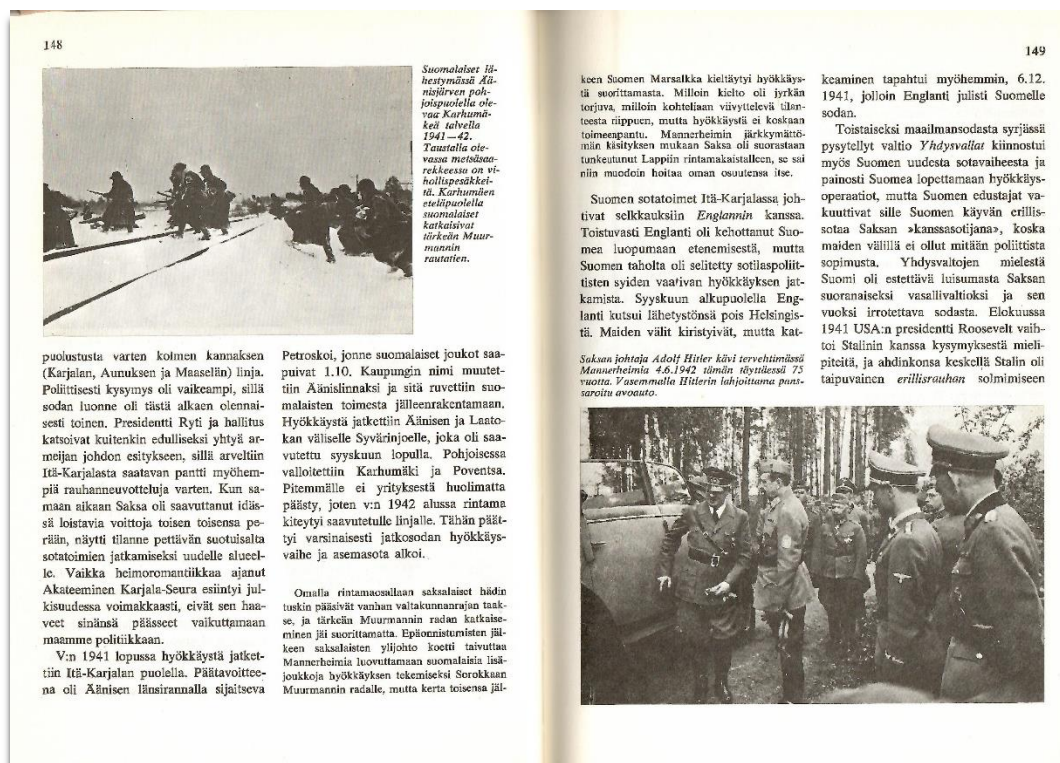 148
Suomalaiset lä-
hestymässä Ää-
nisjärven poh-
joispuolella ole-
vaa Karhumä-
keä talvella
1941—42.
Taustalla ole-
vassa metsäsaa-
rekkeessa on vi-
hollispesäkkei-
tä. Karhumäen
eteläpuolella
suomalaiset
katkaisivat
tärkeän Muur-
mannin
rautatien.
puolustusta varten kolmen kannaksen
(Karjalan, Aunuksen ja Maaselän) linja.
Poliittisesti kysymys oli vaikeampi, sillä
sodan luonne oli tästä alkaen olennai-
sesti toinen. Presidentti Ryti ja hallitus
katsoivat kuitenkin edulliseksi yhtyä ar-
meijan johdon esitykseen, sillä arveltiin
Itä-Karjalasta saatavan pantti myöhem-
piä rauhanneuvotteluja varten. Kun sa-
maan aikaan Saksa oli saavuttanut idäs-
sä loistavia voittoja toisen toisensa pe-
rään, näytti tilanne pettävän suotuisalta
sotatoimien jatkamiseksi uudelle alueel-
le. Vaikka heimoromantiikkaa ajanut
Akateeminen Karjala-Seura esiintyi jul-
kisuudessa voimakkaasti, eivät sen haa-
veet sinänsä päässeet vaikuttamaan
maamme politiikkaan.
V:n 1941 lopussa hyökkäystä jatket-
tiin Itä-Karjalan puolella. Päätavoittee-
na oli Äänisen länsirannalla sijaitseva
Petroskoi, jonne suomalaiset joukot saa-
puivat 1.10. Kaupungin nimi muutet-
tiin Äänislinnaksi ja sitä ruvettiin suo-
malaisten toimesta jälleenrakentamaan.
Hyökkäystä jatkettiin Äänisen ja Laato-
kan väliselle Syvärinjoelle, joka oli saa-
vutettu syyskuun lopulla. Pohjoisessa
valloitettiin Karhumäki ja Poventsa.
Pitemmälle ei yrityksestä huolimatta
päästy, joten v:n 1942 alussa rintama
kiteytyi saavutetulle linjalle. Tähän päät-
tyi varsinaisesti jatkosodan hyökkäys-
vaihe ja asemasota alkoi.
Omalla rintamaosallaan saksalaiset hädin
tuskin pääsivät vanhan valtakunnanrajan taak-
se, ja tärkeän Muurmannin radan katkaise-
minen jäi suorittamatta. Epäonnistumisten jäl-
keen saksalaisten ylijohto koetti taivuttaa
Mannerheimia luovuttamaan suomalaisia lisä-
joukkoja hyökkäyksen tekemiseksi Sorokkaan
Muurmannin radalle, mutta kerta toisensa jäl-
149
keen Suomen Marsalkka kieltäytyi hyökkäys-
tä suorittamasta. Milloin kielto oli jyrkän
torjuva, milloin kohteliaan viivyttelevä tilan-
teesta riippuen, mutta hyökkäystä ei koskaan
toimeenpantu. Mannerheimin järkkymättö-
män käsityksen mukaan Saksa oli suorastaan
tunkeutunut Lappiin rintamakaistalleen, se sai
niin muodoin hoitaa oman osuutensa itse.
Suomen sotatoimet Itä-Karjalassa joh-
tivat selkkauksiin Englannin kanssa.
Toistuvasti Englanti oli kehottanut Suo-
mea luopumaan etenemisestä, mutta
Suomen taholta oli selitetty sotilaspoliit-
tisten syiden vaativan hyökkäyksen jat-
kamista. Syyskuun alkupuolella Eng-
lanti kutsui lähetystönsä pois Helsingis-
tä. Maiden välit kiristyivät, mutta kat-
Saksan johtaja Adolf Hitler kävi tervehtimässä
Mannerheimia 4.6.1942 tämän täyttäessä 75
vuotta. Vasemmalla Hitlerin lahjoittama pans-
saroitu avoauto.
keaminen tapahtui myöhemmin, 6.12.
1941, jolloin Englanti julisti Suomelle
sodan.
Toistaiseksi maailmansodasta syrjässä
pysytellyt valtio Yhdysvallat kiinnostui
myös Suomen uudesta sotavaiheesta ja
painosti Suomea lopettamaan hyökkäys-
operaatiot, mutta Suomen edustajat va-
kuuttivat sille Suomen käyvän erillis-
sotaa Saksan »kanssasotijana», koska
maiden välillä ei ollut mitään poliittista
sopimusta. Yhdysvaltojen mielestä
Suomi oli estettävä luisumasta Saksan
suoranaiseksi vasallivaltioksi ja sen
vuoksi irrotettava sodasta. Elokuussa
1941 USA:n presidentti Roosevelt vaih-
toi Stalinin kanssa kysymyksestä mieli-
piteitä, ja ahdinkonsa keskellä Stalin oli
taipuvainen erillisrauhan solmimiseen